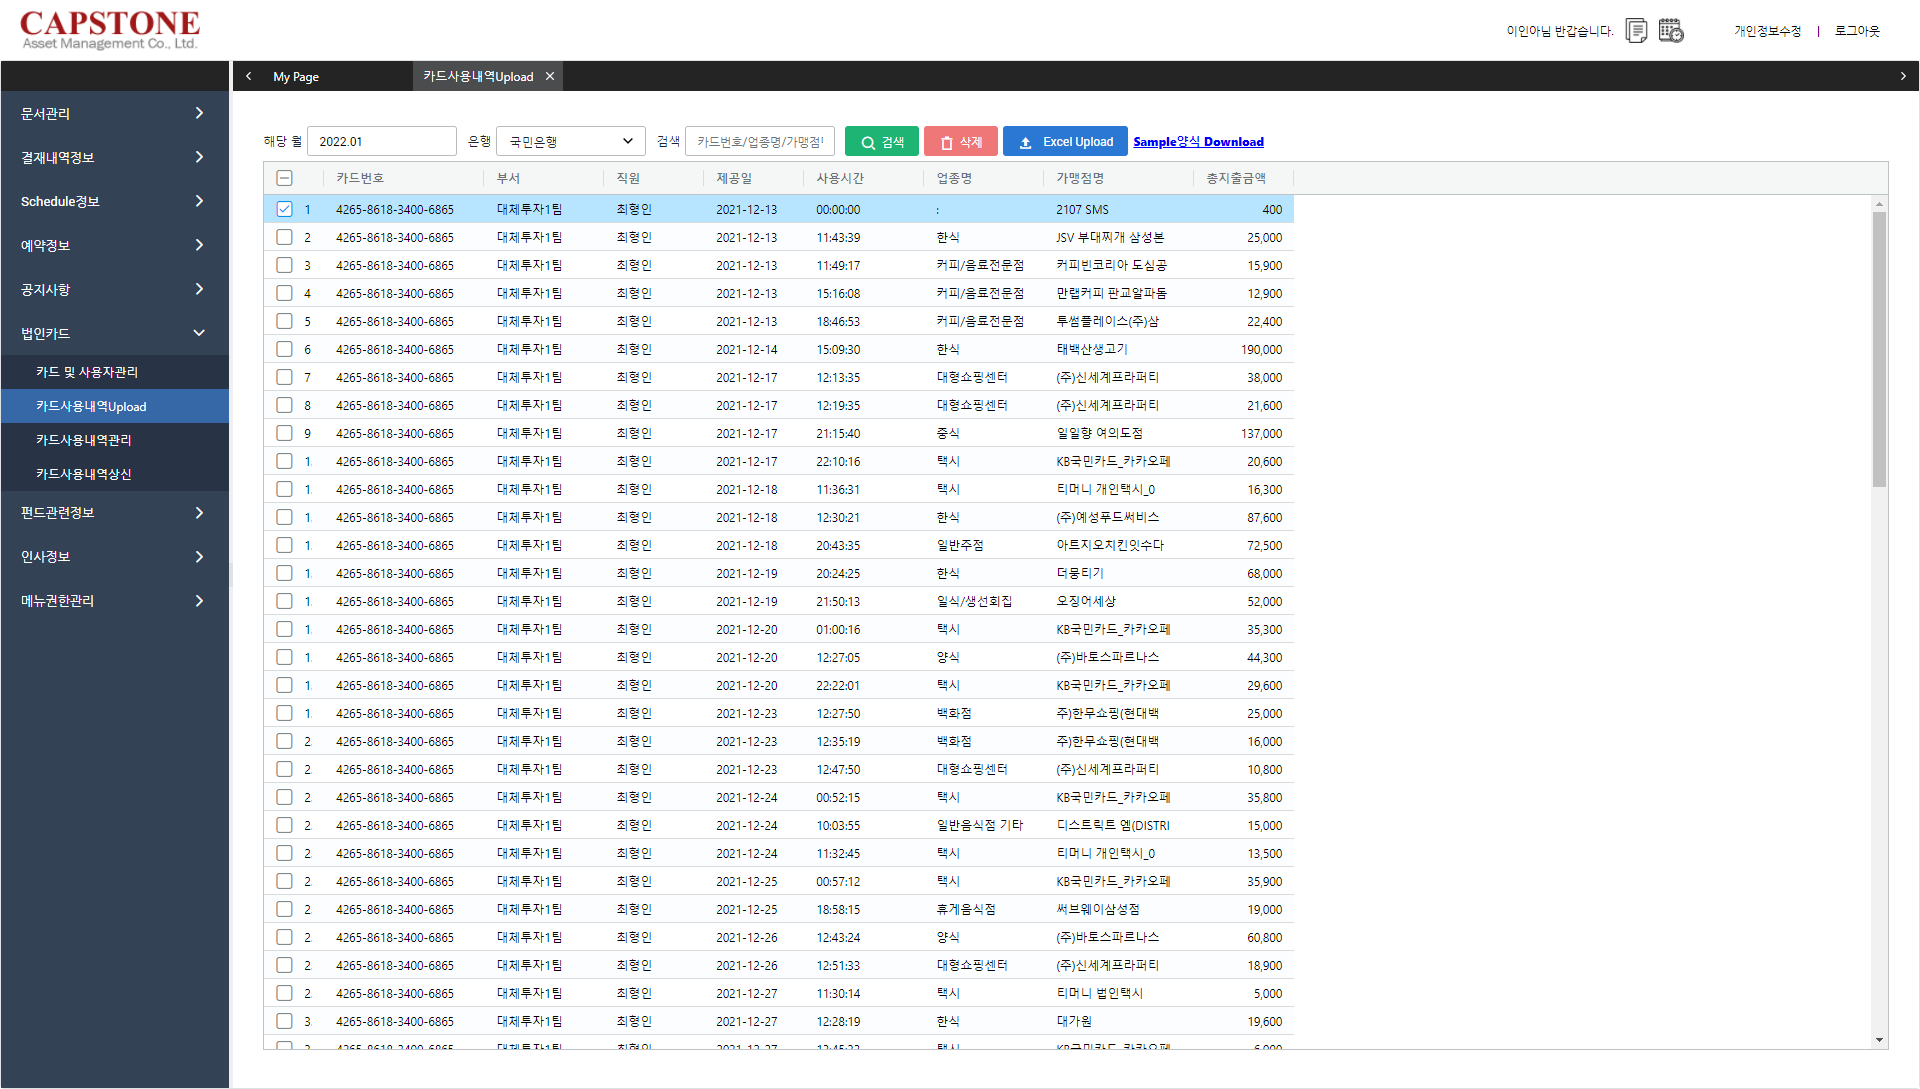 CAPSTONE
Asset Management Co., Ltd.
이인아님 반갑습니다. 개인정보수정 | 로그아웃
My Page 카드사용내역Upload
문서관리
결재내역정보
Schedule정보
예약정보
공지사항
법인카드
카드 및 사용자관리
카드사용내역Upload
카드사용내역관리
카드사용내역상신
펀드관련정보
인사정보
메뉴권한관리
해당 월 2022.01 은행 국민은행 검색 카드번호/업종명/가맹점 검색 삭제 Excel Upload Sample양식 Download
카드번호 부서 직원 제공일 사용시간 업종명 가맹점명 총지출금액
1 4265-8618-3400-6865 대체투자1팀 최형인 2021-12-13 00:00:00 : 2107 SMS 400
2 4265-8618-3400-6865 대체투자1팀 최형인 2021-12-13 11:43:39 한식 JSV 부대찌개 삼성본 25,000
3 4265-8618-3400-6865 대체투자1팀 최형인 2021-12-13 11:49:17 커피/음료전문점 커피빈코리아 도심공 15,900
4 4265-8618-3400-6865 대체투자1팀 최형인 2021-12-13 15:16:08 커피/음료전문점 만랩커피 판교알파돔 12,900
5 4265-8618-3400-6865 대체투자1팀 최형인 2021-12-13 18:46:53 커피/음료전문점 투썸플레이스(주)삼 22,400
6 4265-8618-3400-6865 대체투자1팀 최형인 2021-12-14 15:09:30 한식 태백산생고기 190,000
7 4265-8618-3400-6865 대체투자1팀 최형인 2021-12-17 12:13:35 대형쇼핑센터 (주)신세계프라퍼티 38,000
8 4265-8618-3400-6865 대체투자1팀 최형인 2021-12-17 12:19:35 대형쇼핑센터 (주)신세계프라퍼티 21,600
9 4265-8618-3400-6865 대체투자1팀 최형인 2021-12-17 21:15:40 중식 일일향 여의도점 137,000
1. 4265-8618-3400-6865 대체투자1팀 최형인 2021-12-17 22:10:16 택시 KB국민카드_카카오페 20,600
1. 4265-8618-3400-6865 대체투자1팀 최형인 2021-12-18 11:36:31 택시 티머니 개인택시_0 16,300
1. 4265-8618-3400-6865 대체투자1팀 최형인 2021-12-18 12:30:21 한식 (주)예성푸드써비스 87,600
1. 4265-8618-3400-6865 대체투자1팀 최형인 2021-12-18 20:43:35 일반주점 아트지오치킨잇수다 72,500
1. 4265-8618-3400-6865 대체투자1팀 최형인 2021-12-19 20:24:25 한식 더뭉티기 68,000
1. 4265-8618-3400-6865 대체투자1팀 최형인 2021-12-19 21:50:13 일식/생선회집 오징어세상 52,000
1. 4265-8618-3400-6865 대체투자1팀 최형인 2021-12-20 01:00:16 택시 KB국민카드_카카오페 35,300
1. 4265-8618-3400-6865 대체투자1팀 최형인 2021-12-20 12:27:05 양식 (주)바토스파르나스 44,300
1. 4265-8618-3400-6865 대체투자1팀 최형인 2021-12-20 22:22:01 택시 KB국민카드_카카오페 29,600
1. 4265-8618-3400-6865 대체투자1팀 최형인 2021-12-23 12:27:50 백화점 주)한무쇼핑(현대백 25,000
2. 4265-8618-3400-6865 대체투자1팀 최형인 2021-12-23 12:35:19 백화점 주)한무쇼핑(현대백 16,000
2. 4265-8618-3400-6865 대체투자1팀 최형인 2021-12-23 12:47:50 대형쇼핑센터 (주)신세계프라퍼티 10,800
2. 4265-8618-3400-6865 대체투자1팀 최형인 2021-12-24 00:52:15 택시 KB국민카드_카카오페 35,800
2. 4265-8618-3400-6865 대체투자1팀 최형인 2021-12-24 10:03:55 일반음식점 기타 디스트릭트 엠(DISTRI 15,000
2. 4265-8618-3400-6865 대체투자1팀 최형인 2021-12-24 11:32:45 택시 티머니 개인택시_0 13,500
2. 4265-8618-3400-6865 대체투자1팀 최형인 2021-12-25 00:57:12 택시 KB국민카드_카카오페 35,900
2. 4265-8618-3400-6865 대체투자1팀 최형인 2021-12-25 18:58:15 휴게음식점 써브웨이삼성점 19,000
2. 4265-8618-3400-6865 대체투자1팀 최형인 2021-12-26 12:43:24 양식 (주)바토스파르나스 60,800
2. 4265-8618-3400-6865 대체투자1팀 최형인 2021-12-26 12:51:33 대형쇼핑센터 (주)신세계프라퍼티 18,900
2. 4265-8618-3400-6865 대체투자1팀 최형인 2021-12-27 11:30:14 택시 티머니 법인택시 5,000
3. 4265-8618-3400-6865 대체투자1팀 최형인 2021-12-27 12:28:19 한식 대가원 19,600
4265-8618-3400-6865 대체투자1팀 최형인 2021-12-27 택시 KB국민카드_카카오페